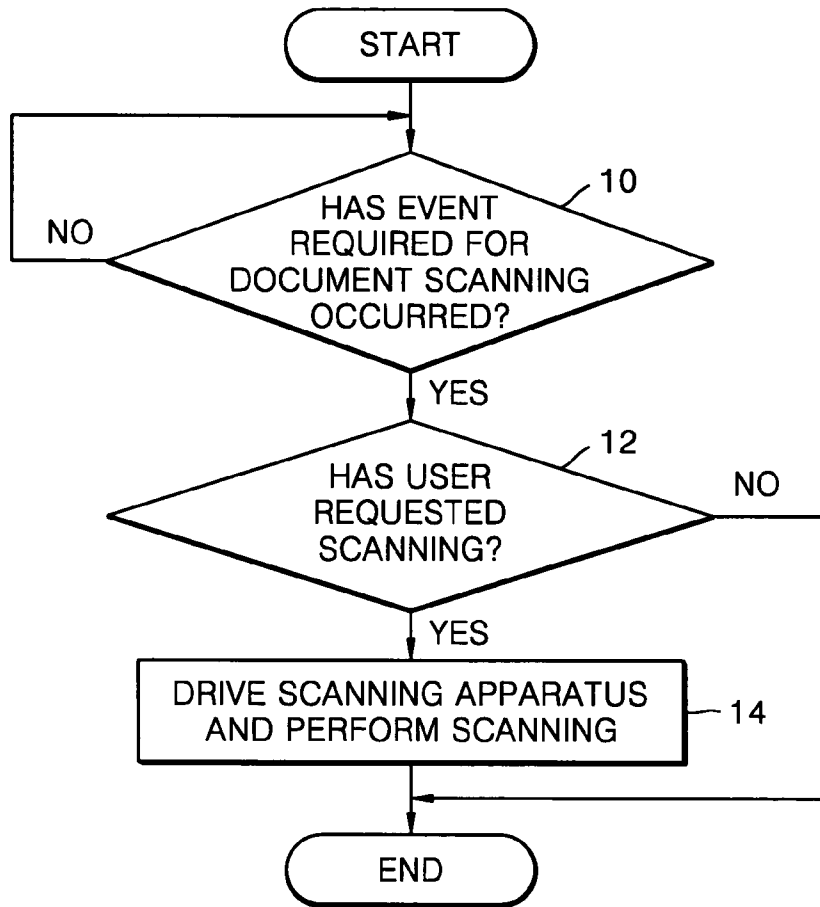 START
10
HAS EVENT
REQUIRED FOR
DOCUMENT SCANNING
OCCURRED?
NO
YES
12
HAS USER
REQUESTED
SCANNING?
NO
YES
DRIVE SCANNING APPARATUS
AND PERFORM SCANNING
14
END